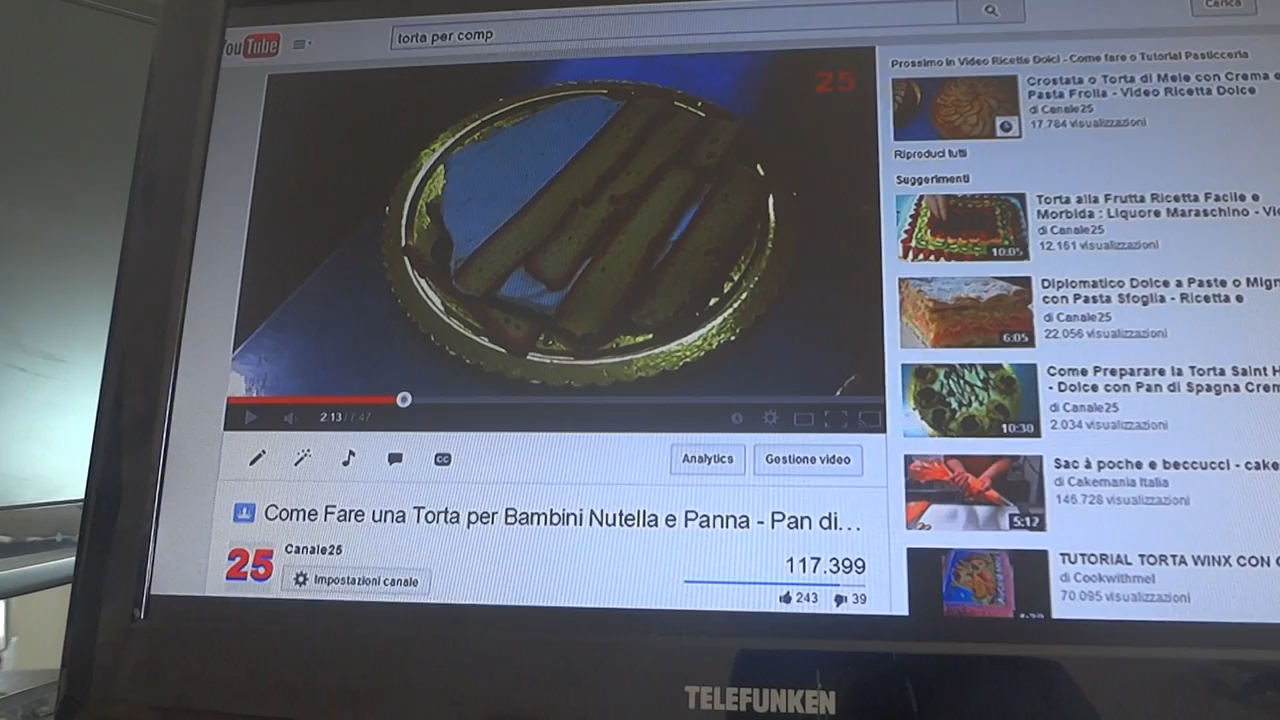 YouTube
torta per comp
Cerca
25
2:13 / 7:47
CC
Analytics
Gestione video
Come Fare una Torta per Bambini Nutella e Panna - Pan di...
25
Canale25
Impostazioni canale
117.399
243
39
Prossimo in Video Ricette Dolci - Come fare o Tutorial Pasticceria
Crostata o Torta di Mele con Crema e
Pasta Frolla - Video Ricetta Dolce
di Canale25
17.784 visualizzazioni
Riproduci tutti
Suggerimenti
10:05
Torta alla Frutta Ricetta Facile e
Morbida : Liquore Maraschino -
di Canale25
12.161 visualizzazioni
6:05
Diplomatico Dolce a Paste o
con Pasta Sfoglia - Ricetta e
di Canale25
22.056 visualizzazioni
10:30
Come Preparare la Torta Saint H
- Dolce con Pan di Spagna
di Canale25
2.034 visualizzazioni
5:12
Sac à poche e beccucci - cake
di Cakemania Italia
146.728 visualizzazioni
TUTORIAL TORTA WINX CON
di Cookwithmel
70.095 visualizzazioni
TELEFUNKEN